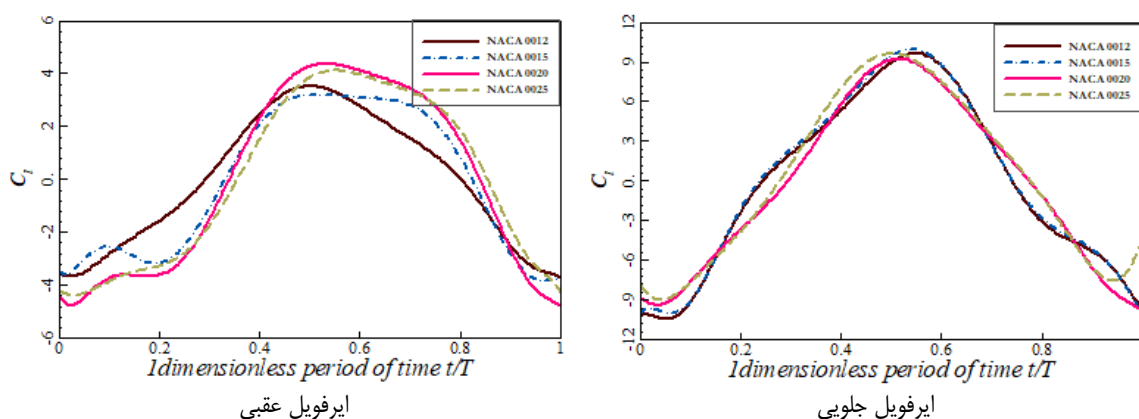 6
4
2
0.
-2
-4
-6
C_l
NACA 0012
NACA 0015
NACA 0020
NACA 0025
0 0.2 0.4 0.6 0.8 1
1dimensionless period of time t/T
ایرفویل عقبی
12
9
6
3
0.
-3
-6
-9
-12
C_l
NACA 0012
NACA 0015
NACA 0020
NACA 0025
0 0.2 0.4 0.6 0.8
1dimensionless period of time t/T
ایرفویل جلویی